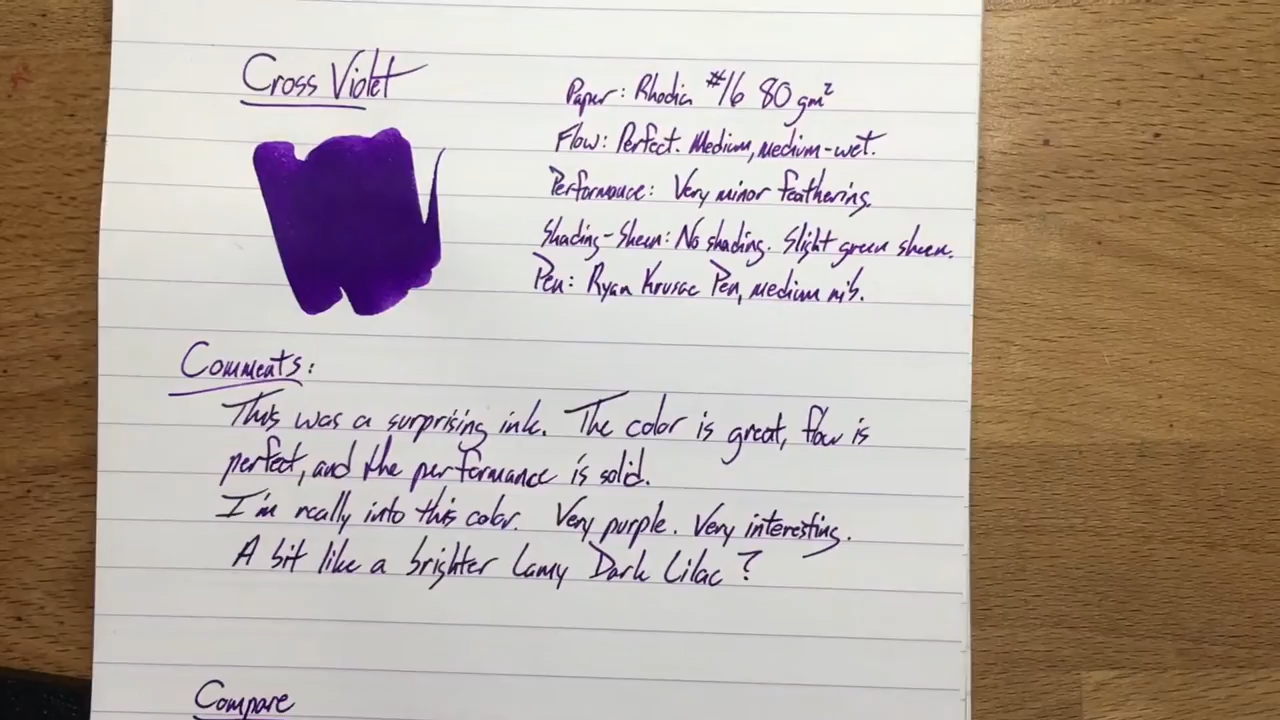 Cross Violet
Paper: Rhodia #16 80 gm²
Flow: Perfect. Medium, medium-wet.
Performance: Very minor feathering.
Shading-Sheen: No shading. Slight green sheen.
Pen: Ryan Krusac Pen, medium nib.
Comments:
This was a surprising ink. The color is great, flow is
perfect, and the performance is solid.
I'm really into this color. Very purple. Very interesting.
A bit like a brighter Lamy Dark Lilac?
Compare